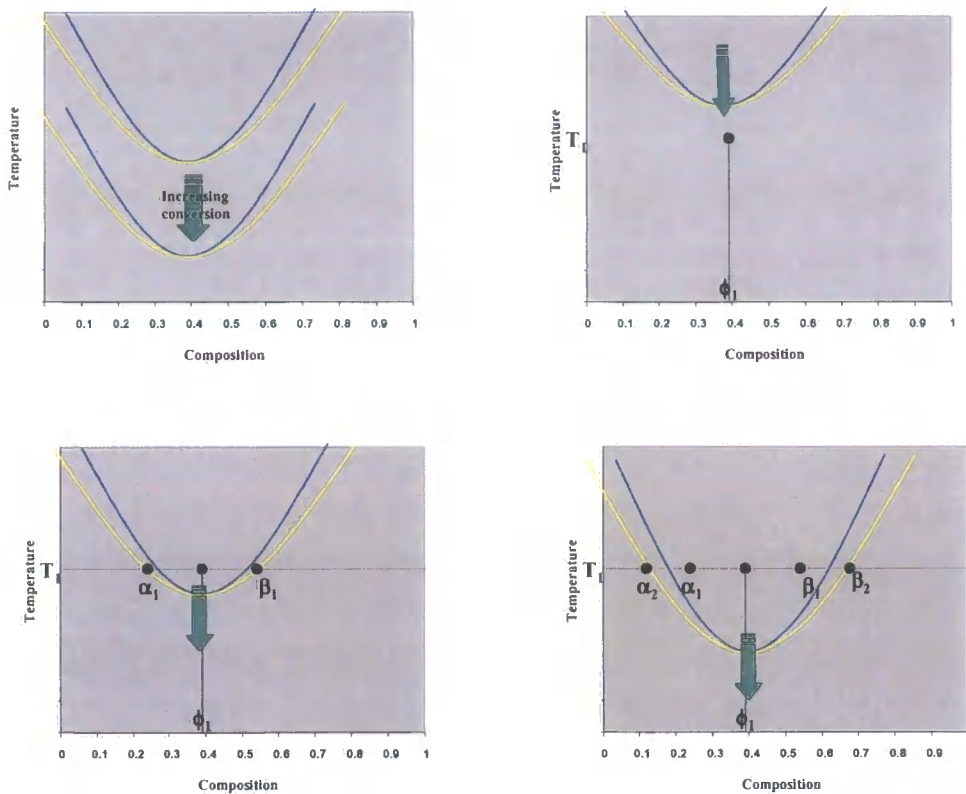 Temperature
Increasing
conversion
0 0.1 0.2 0.3 0.4 0.5 0.6 0.7 0.8 0.9 1
Composition
Temperature
ϕ1
0 0.1 0.2 0.3 0.4 0.5 0.6 0.7 0.8 0.9 1
Composition
Temperature
α1 β1
ϕ1
0 0.1 0.2 0.3 0.4 0.5 0.6 0.7 0.8 0.9 1
Composition
Temperature
α2 α1 β1 β2
ϕ1
0 0.1 0.2 0.3 0.4 0.5 0.6 0.7 0.8 0.9
Composition